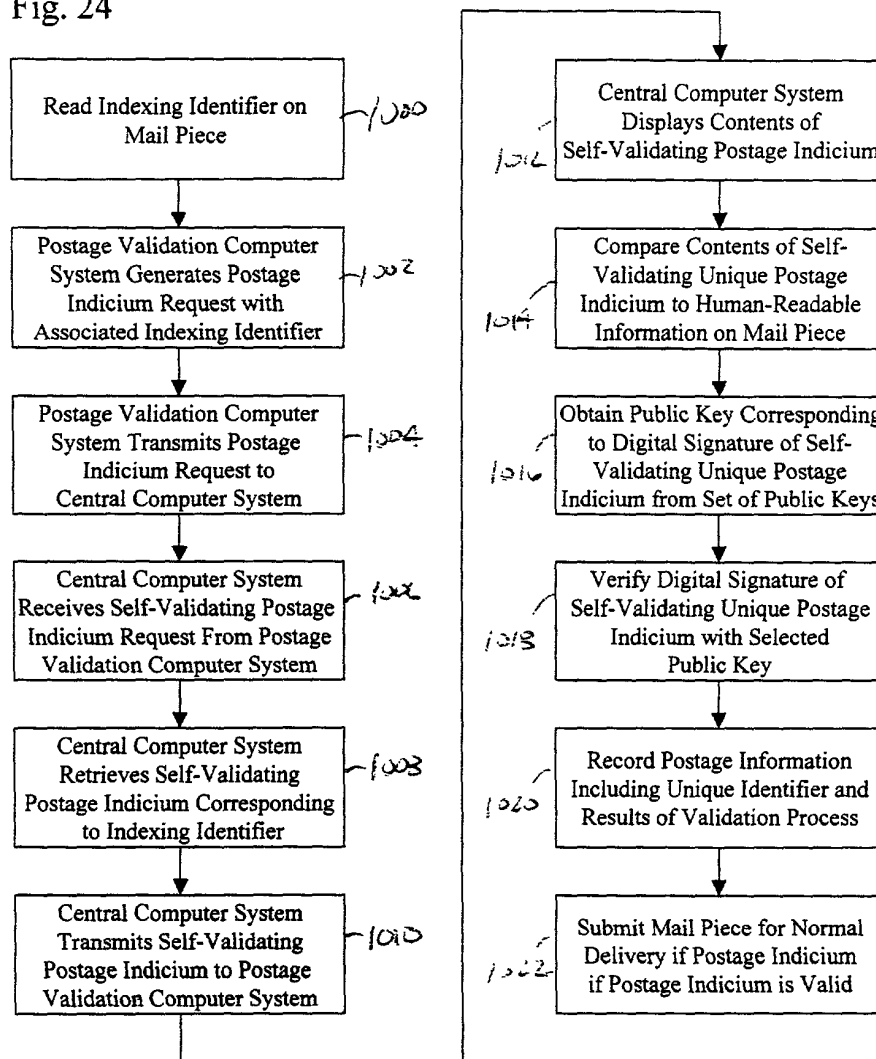 Fig. 24
Read Indexing Identifier on
Mail Piece
1000
Postage Validation Computer
System Generates Postage
Indicium Request with
Associated Indexing Identifier
1002
Postage Validation Computer
System Transmits Postage
Indicium Request to
Central Computer System
1004
Central Computer System
Receives Self-Validating Postage
Indicium Request From Postage
Validation Computer System
1006
Central Computer System
Retrieves Self-Validating
Postage Indicium Corresponding
to Indexing Identifier
1008
Central Computer System
Transmits Self-Validating
Postage Indicium to Postage
Validation Computer System
1010
Central Computer System
Displays Contents of
Self-Validating Postage Indicium
1012
Compare Contents of Self-
Validating Unique Postage
Indicium to Human-Readable
Information on Mail Piece
1014
Obtain Public Key Corresponding
to Digital Signature of Self-
Validating Unique Postage
Indicium from Set of Public Keys
1016
Verify Digital Signature of
Self-Validating Unique Postage
Indicium with Selected
Public Key
1018
Record Postage Information
Including Unique Identifier and
Results of Validation Process
1020
Submit Mail Piece for Normal
Delivery if Postage Indicium
if Postage Indicium is Valid
1022